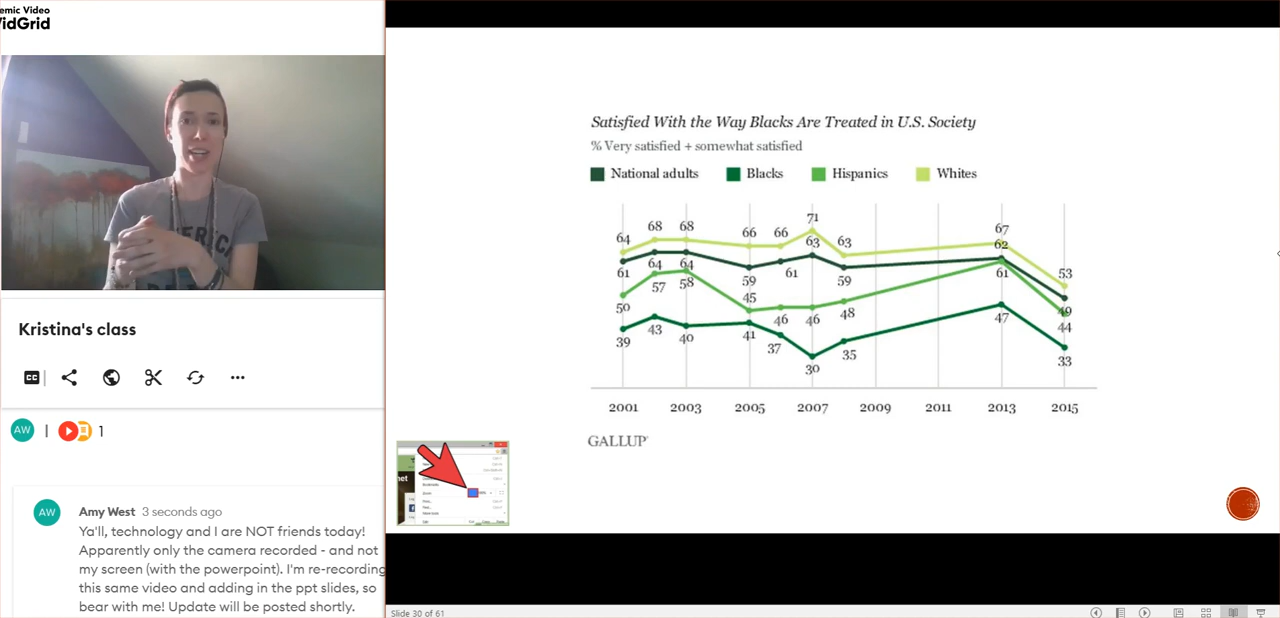 emic Video
VidGrid
Kristina's class
CC
AW
1
AW
Amy West 3 seconds ago
Ya'll, technology and I are NOT friends today!
Apparently only the camera recorded - and not
my screen (with the powerpoint). I'm re-recording
this same video and adding in the ppt slides, so
bear with me! Update will be posted shortly.
Satisfied With the Way Blacks Are Treated in U.S. Society
% Very satisfied + somewhat satisfied
National adults Blacks Hispanics Whites
64 68 68 66 66 71 63 67 53
61 64 64 59 61 63 59 62 49
50 57 58 45 46 46 48 61 44
39 43 40 41 37 30 35 47 33
2001 2003 2005 2007 2009 2011 2013 2015
GALLUP
Slide 30 of 61